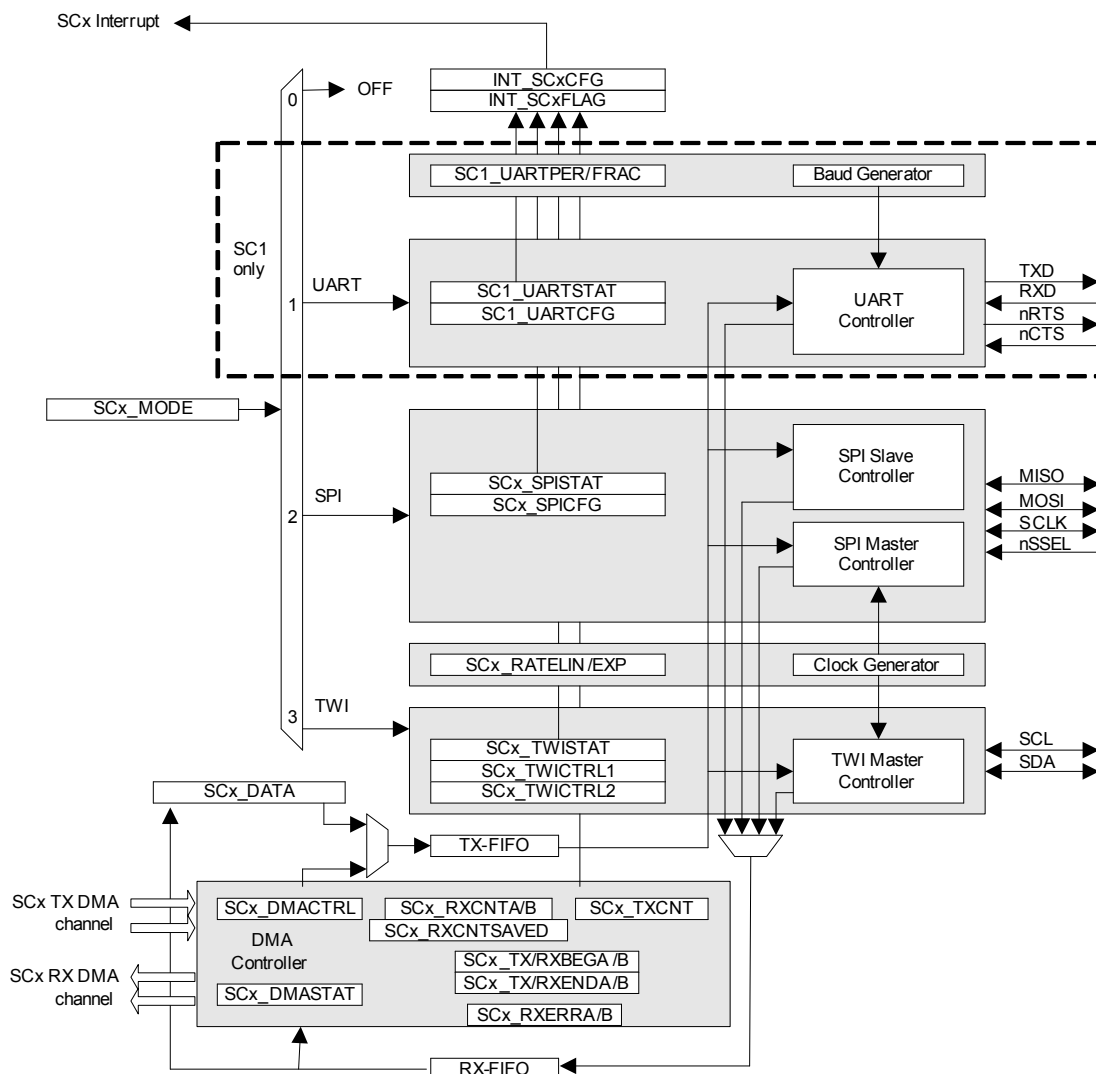 SCx Interrupt
INT_SCxCFG
INT_SCxFLAG
0
OFF
SC1_UARTPER/FRAC
Baud Generator
SC1
only
UART
1
SC1_UARTSTAT
SC1_UARTCFG
UART
Controller
TXD
RXD
nRTS
nCTS
SCx_MODE
SPI
2
SCx_SPISTAT
SCx_SPICFG
SPI Slave
Controller
SPI Master
Controller
MISO
MOSI
SCLK
nSSEL
SCx_RATELIN/EXP
Clock Generator
TWI
3
SCx_TWISTAT
SCx_TWICTRL1
SCx_TWICTRL2
TWI Master
Controller
SCL
SDA
SCx_DATA
TX-FIFO
SCx TX DMA
channel
SCx RX DMA
channel
SCx_DMACTRL
SCx_RXCNTA/B
SCx_TXCNT
SCx_RXCNTSAVED
DMA
Controller
SCx_TX/RXBEGA/B
SCx_TX/RXENDA/B
SCx_DMASTAT
SCx_RXERRA/B
RX-FIFO